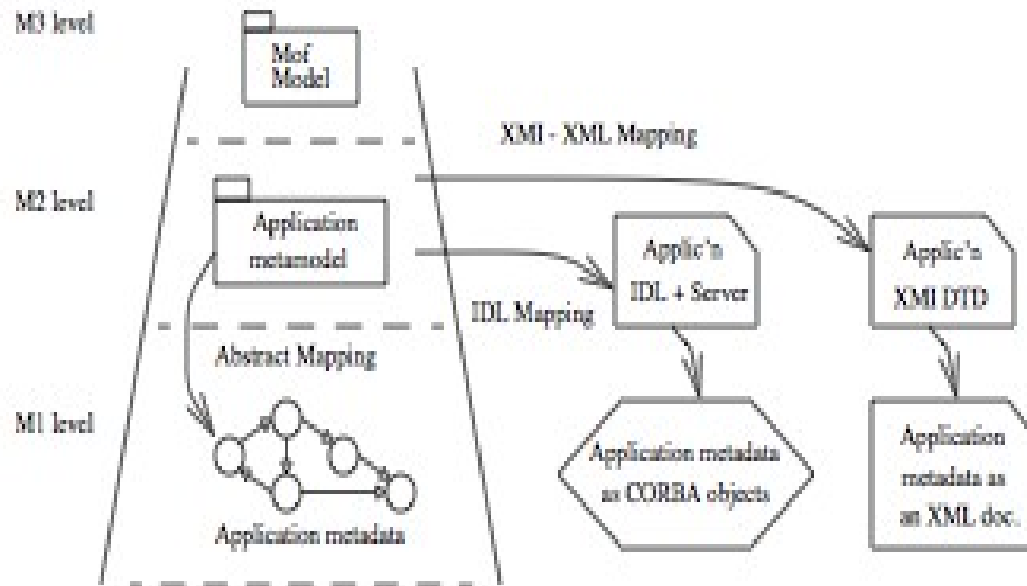 M3 level
Mof
Model
XMI - XML Mapping
M2 level
Application
metamodel
Applic'n
IDL + Server
Applic'n
XMI DTD
IDL Mapping
Abstract Mapping
M1 level
Application metadata
as CORBA objects
Application
metadata as
an XML doc.
Application metadata